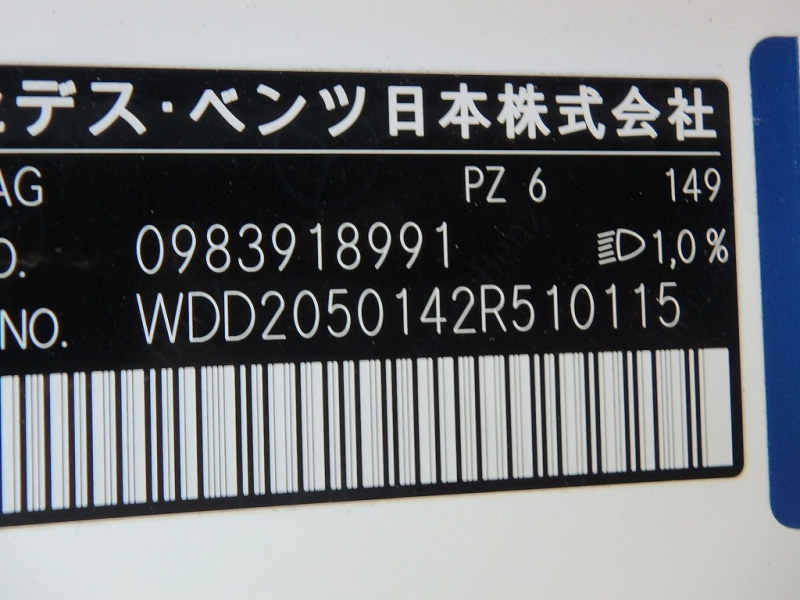 デス・ベンツ日本株式会社
AG PZ 6 149
O. 0983918991 1,0 %
NO. WDD2050142R510115